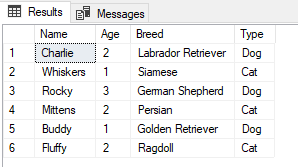 Results Messages
Name Age Breed Type
1 Charlie 2 Labrador Retriever Dog
2 Whiskers 1 Siamese Cat
3 Rocky 3 German Shepherd Dog
4 Mittens 2 Persian Cat
5 Buddy 1 Golden Retriever Dog
6 Fluffy 2 Ragdoll Cat